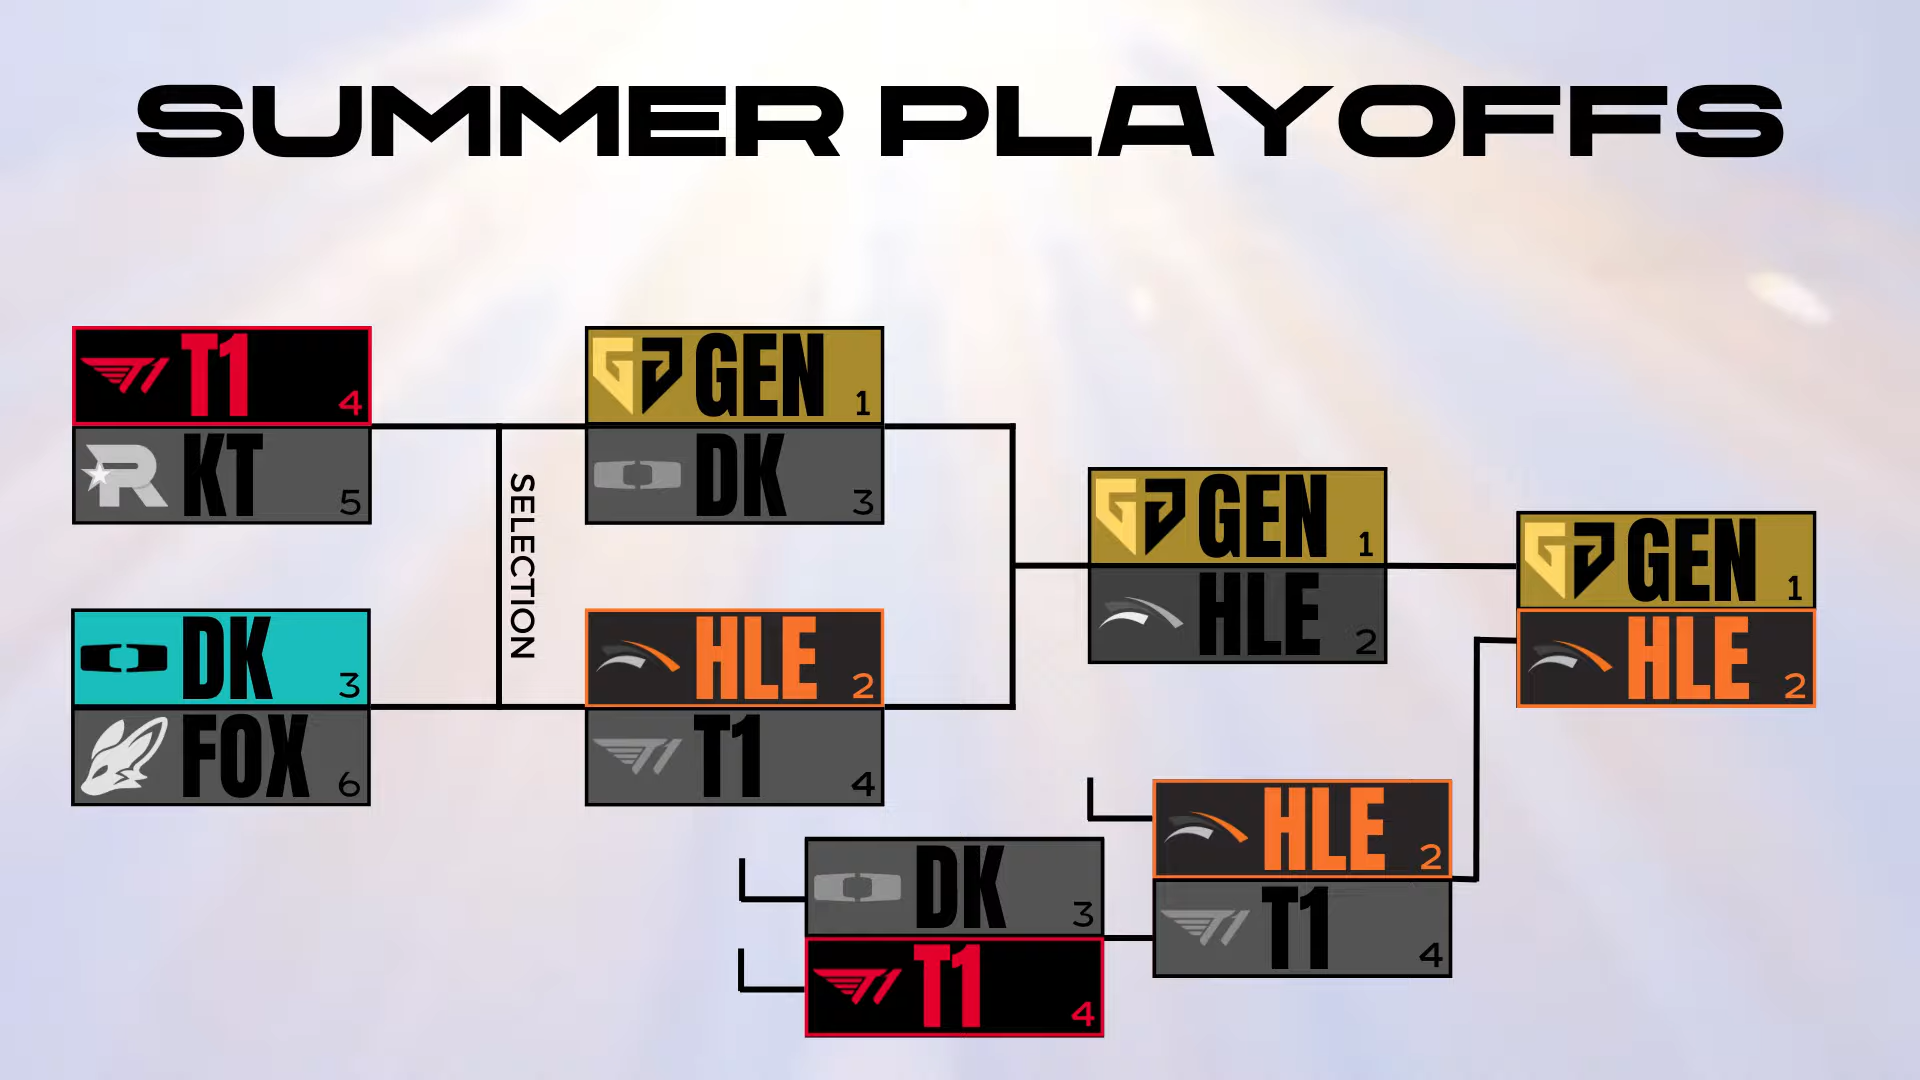 SUMMER PLAYOFFS
T1 4
KT 5
DK 3
FOX 6
SELECTION
GEN 1
DK 3
HLE 2
T1 4
GEN 1
HLE 2
DK 3
T1 4
HLE 2
T1 4
GEN 1
HLE 2